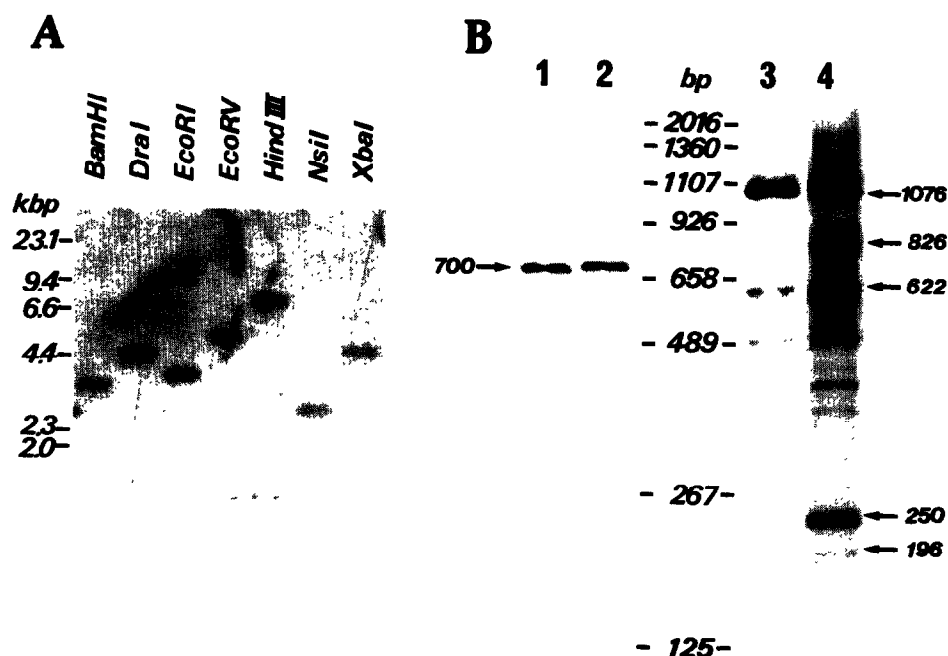 A
BamHI
DraI
EcoRI
EcoRV
HindIII
NsiI
XbaI
kbp
23.1-
9.4-
6.6-
4.4-
2.3-
2.0-
B
1 2 bp 3 4
- 2016 -
- 1360 -
- 1107 -
1076
- 926 -
826
700
- 658 -
622
- 489 -
- 267 -
250
196
- 125 -